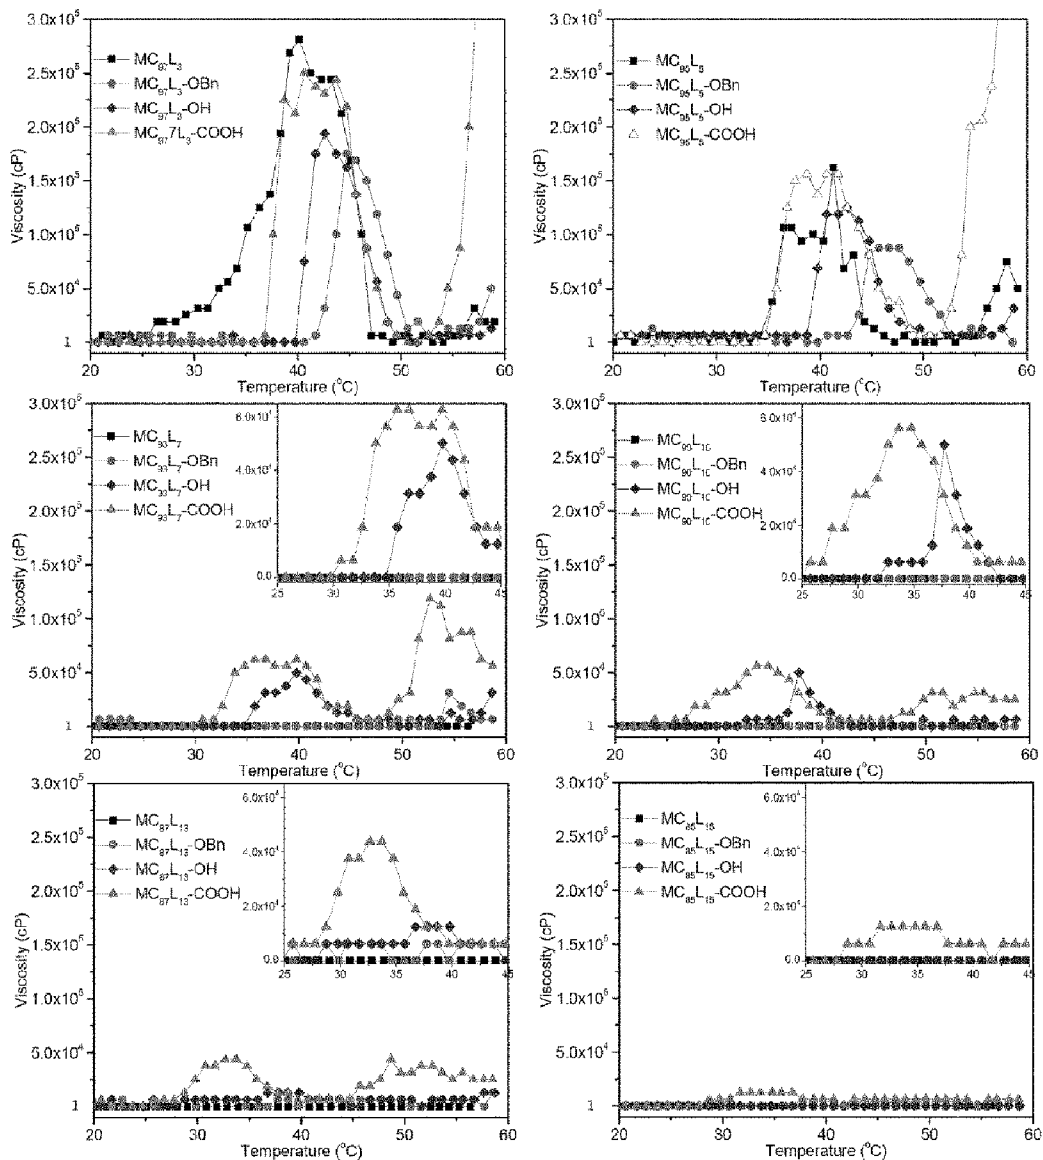 3.0x10⁵
2.5x10⁵
2.0x10⁵
1.5x10⁵
1.0x10⁵
5.0x10⁴
1
Viscosity (cP)
MC₉₇L₃
MC₉₇L₃-OBn
MC₉₇L₃-OH
MC₉₇7L₃-COOH
20 30 40 50 60
Temperature (°C)
3.0x10⁵
2.5x10⁵
2.0x10⁵
1.5x10⁵
1.0x10⁵
5.0x10⁴
1
Viscosity (cP)
MC₉₅L₅
MC₉₅L₅-OBn
MC₉₅L₅-OH
MC₉₅L₅-COOH
20 30 40 50 60
Temperature (°C)
3.0x10⁵
2.5x10⁵
2.0x10⁵
1.5x10⁵
1.0x10⁵
5.0x10⁴
1
Viscosity (cP)
MC₉₃L₇
MC₉₃L₇-OBn
MC₉₃L₇-OH
MC₉₃L₇-COOH
6.0x10⁴
4.0x10⁴
2.0x10⁴
0.0
25 30 35 40 45
20 30 40 50 60
Temperature (°C)
3.0x10⁵
2.5x10⁵
2.0x10⁵
1.5x10⁵
1.0x10⁵
5.0x10⁴
1
Viscosity (cP)
MC₉₀L₁₀
MC₉₀L₁₀-OBn
MC₉₀L₁₀-OH
MC₉₀L₁₀-COOH
6.0x10⁴
4.0x10⁴
2.0x10⁴
0.0
25 30 35 40 45
20 30 40 50 60
Temperature (°C)
3.0x10⁵
2.5x10⁵
2.0x10⁵
1.5x10⁵
1.0x10⁵
5.0x10⁴
1
Viscosity (cP)
MC₈₇L₁₃
MC₈₇L₁₃-OBn
MC₈₇L₁₃-OH
MC₈₇L₁₃-COOH
6.0x10⁴
4.0x10⁴
2.0x10⁴
0.0
25 30 35 40 45
20 30 40 50 60
Temperature (°C)
3.0x10⁵
2.5x10⁵
2.0x10⁵
1.5x10⁵
1.0x10⁵
5.0x10⁴
1
Viscosity (cP)
MC₈₅L₁₅
MC₈₅L₁₅-OBn
MC₈₅L₁₅-OH
MC₈₅L₁₅-COOH
6.0x10⁴
4.0x10⁴
2.0x10⁴
0.0
25 30 35 40 45
20 30 40 50 60
Temperature (°C)